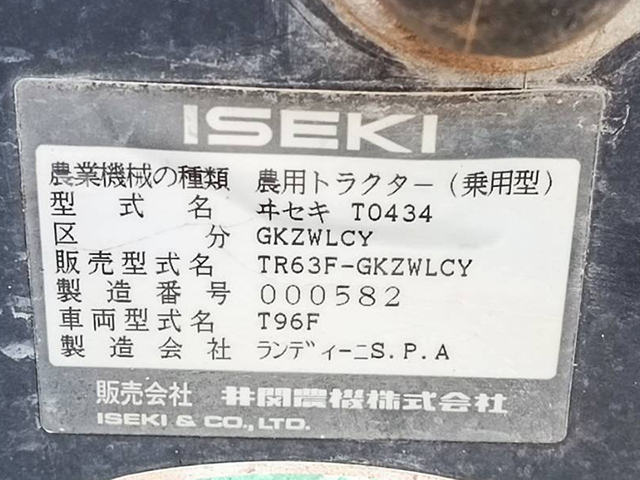 ISEKI
農業機械の種類 農用トラクター(乗用型)
型式名 ヰセキ T0434
区分 GKZWLCY
販売型式名 TR63F-GKZWLCY
製造番号 000582
車両型式名 T96F
製造会社 ランディーニS.P.A
販売会社 井関農機株式会社
ISEKI & CO., LTD.